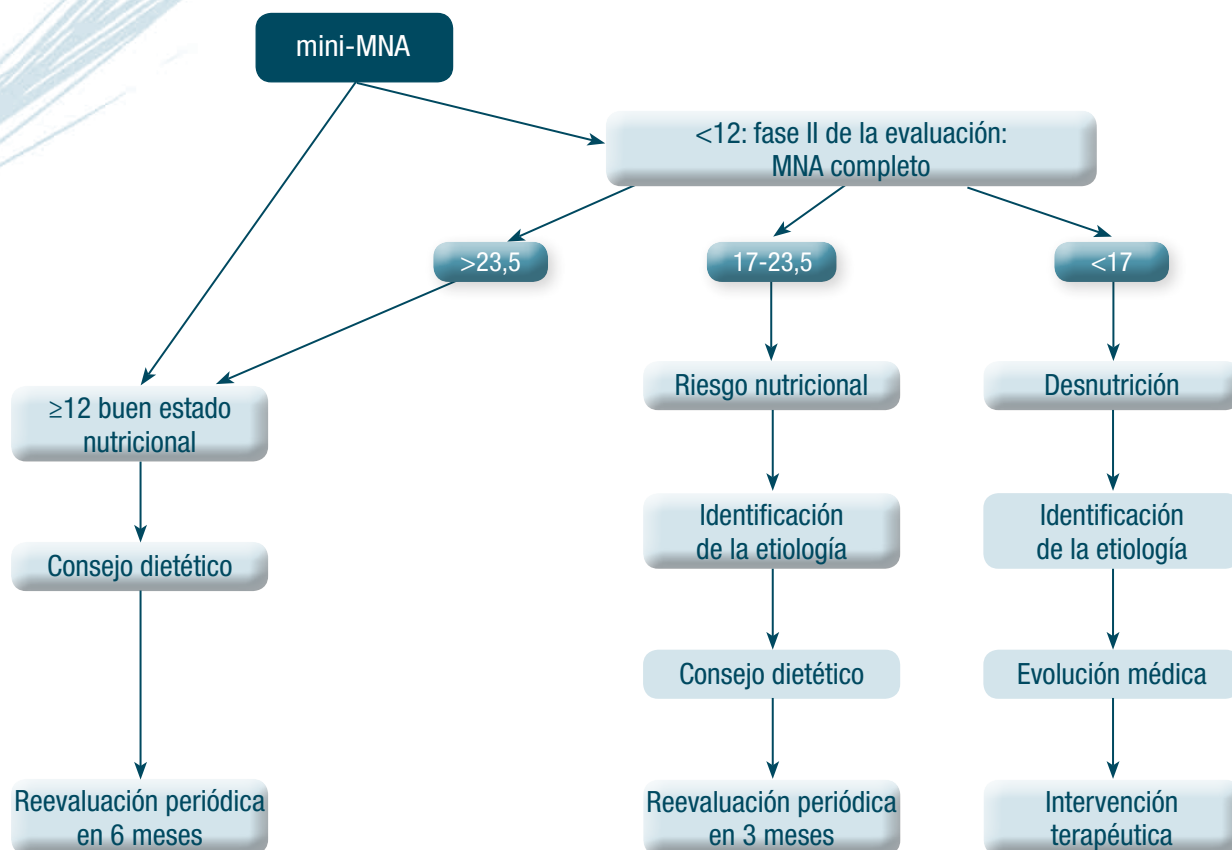 mini-MNA
<12: fase II de la evaluación:
MNA completo
>23,5
17-23,5
<17
≥12 buen estado
nutricional
Consejo dietético
Reevaluación periódica
en 6 meses
Riesgo nutricional
Identificación
de la etiología
Consejo dietético
Reevaluación periódica
en 3 meses
Desnutrición
Identificación
de la etiología
Evolución médica
Intervención
terapéutica